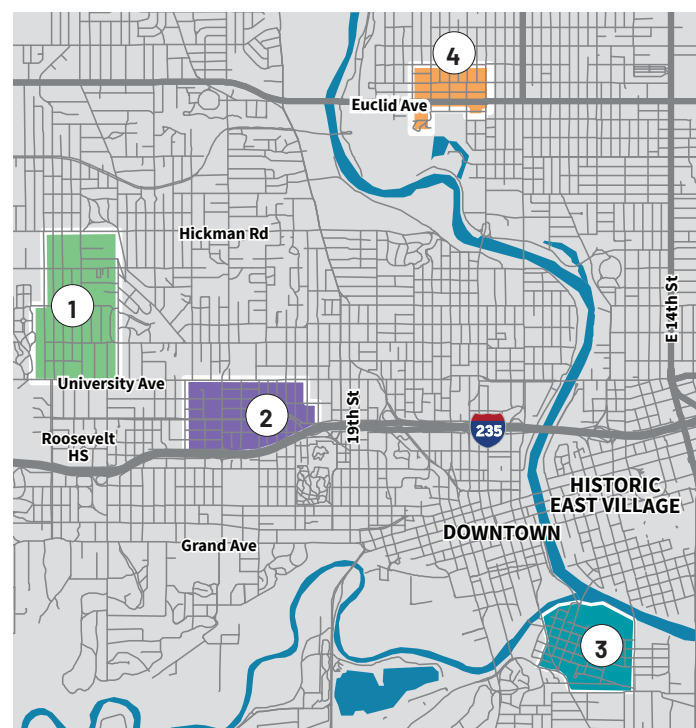 4
Euclid Ave
Hickman Rd
1
E 14th St
University Ave
2
19th St
Roosevelt
HS
235
HISTORIC
EAST VILLAGE
DOWNTOWN
Grand Ave
3